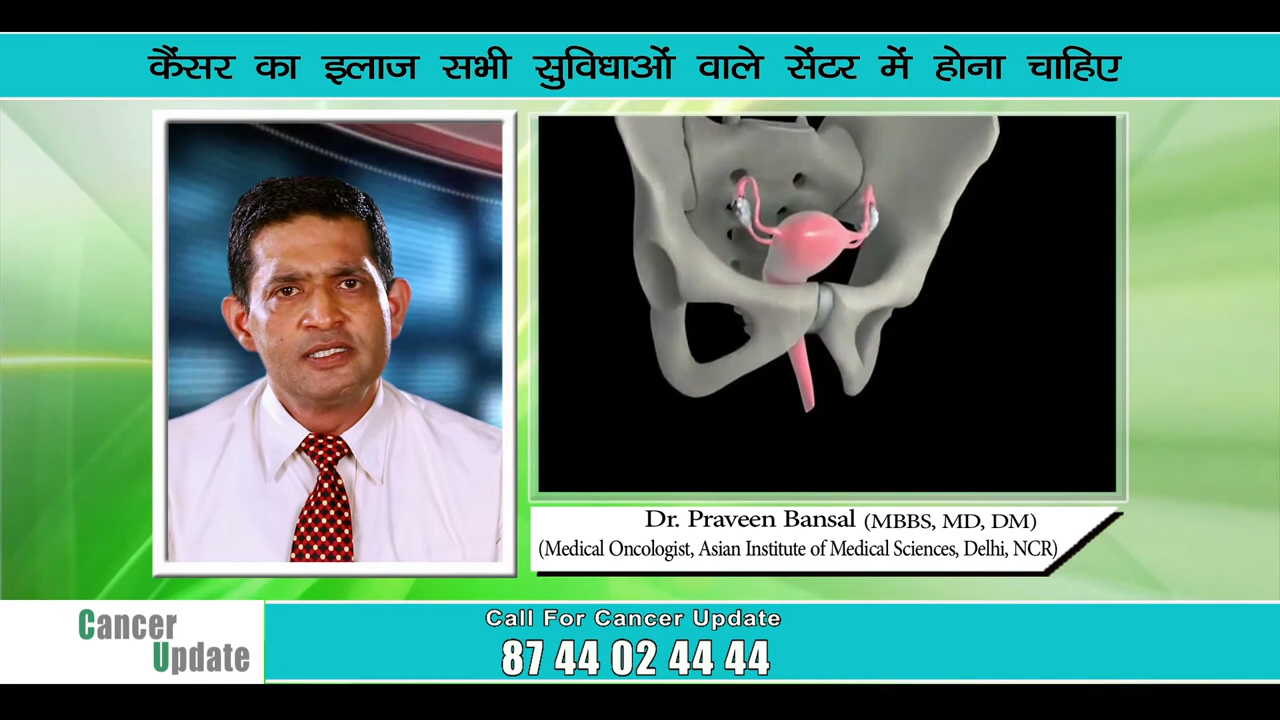 कैंसर का इलाज सभी सुविधाओं वाले सेंटर में होना चाहिए
Dr. Praveen Bansal (MBBS, MD, DM)
(Medical Oncologist, Asian Institute of Medical Sciences, Delhi, NCR)
Cancer
Update
Call For Cancer Update
87 44 02 44 44